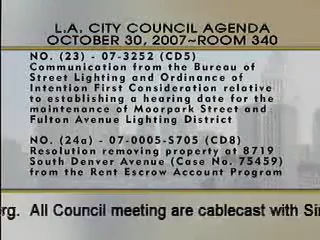 L.A. CITY COUNCIL AGENDA
OCTOBER 30, 2007~ROOM 340
NO. (23) - 07-3252 (CD5)
Communication from the Bureau of
Street Lighting and Ordinance of
Intention First Consideration relative
to establishing a hearing date for the
maintenance of Moorpark Street and
Fulton Avenue Lighting District
NO. (24a) - 07-0005-S705 (CD8)
Resolution removing property at 8719
South Denver Avenue (Case No. 75459)
from the Rent Escrow Account Program
rg. All Council meeting are cablecast with Si